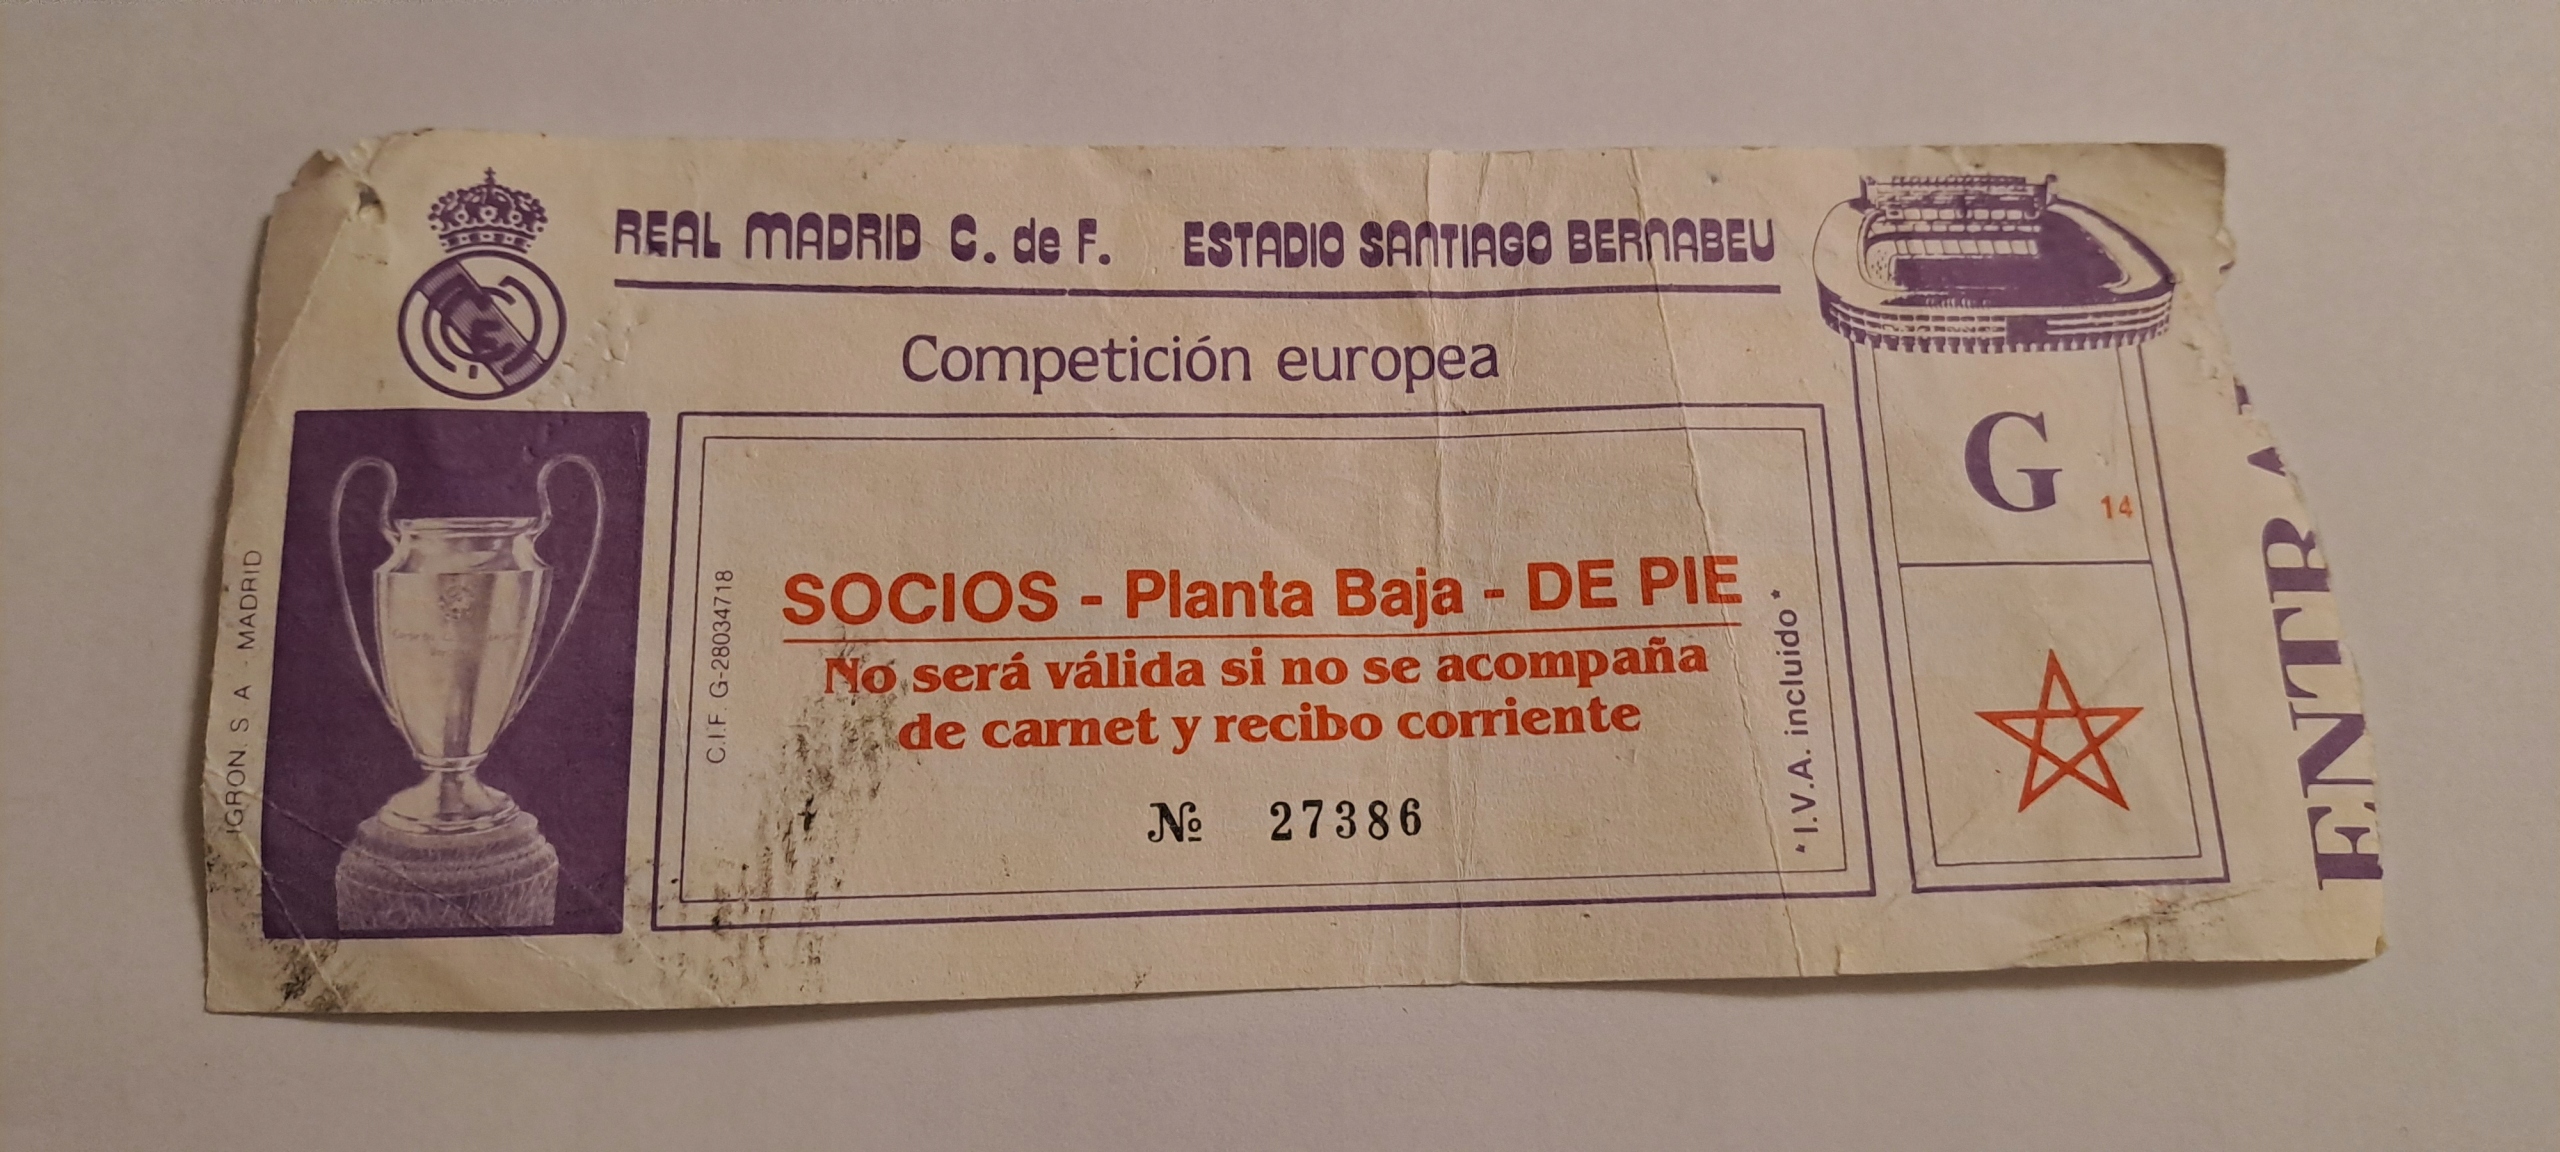 REAL MADRID C. de F. ESTADIO SANTIAGO BERNABEU
Competición europea
IGRON. S A - MADRID
C.I.F. G-28034718
SOCIOS - Planta Baja - DE PIE
No será válida si no se acompaña
de carnet y recibo corriente
Nº 27386
* I.V.A. incluido *
G
14
ENTRA